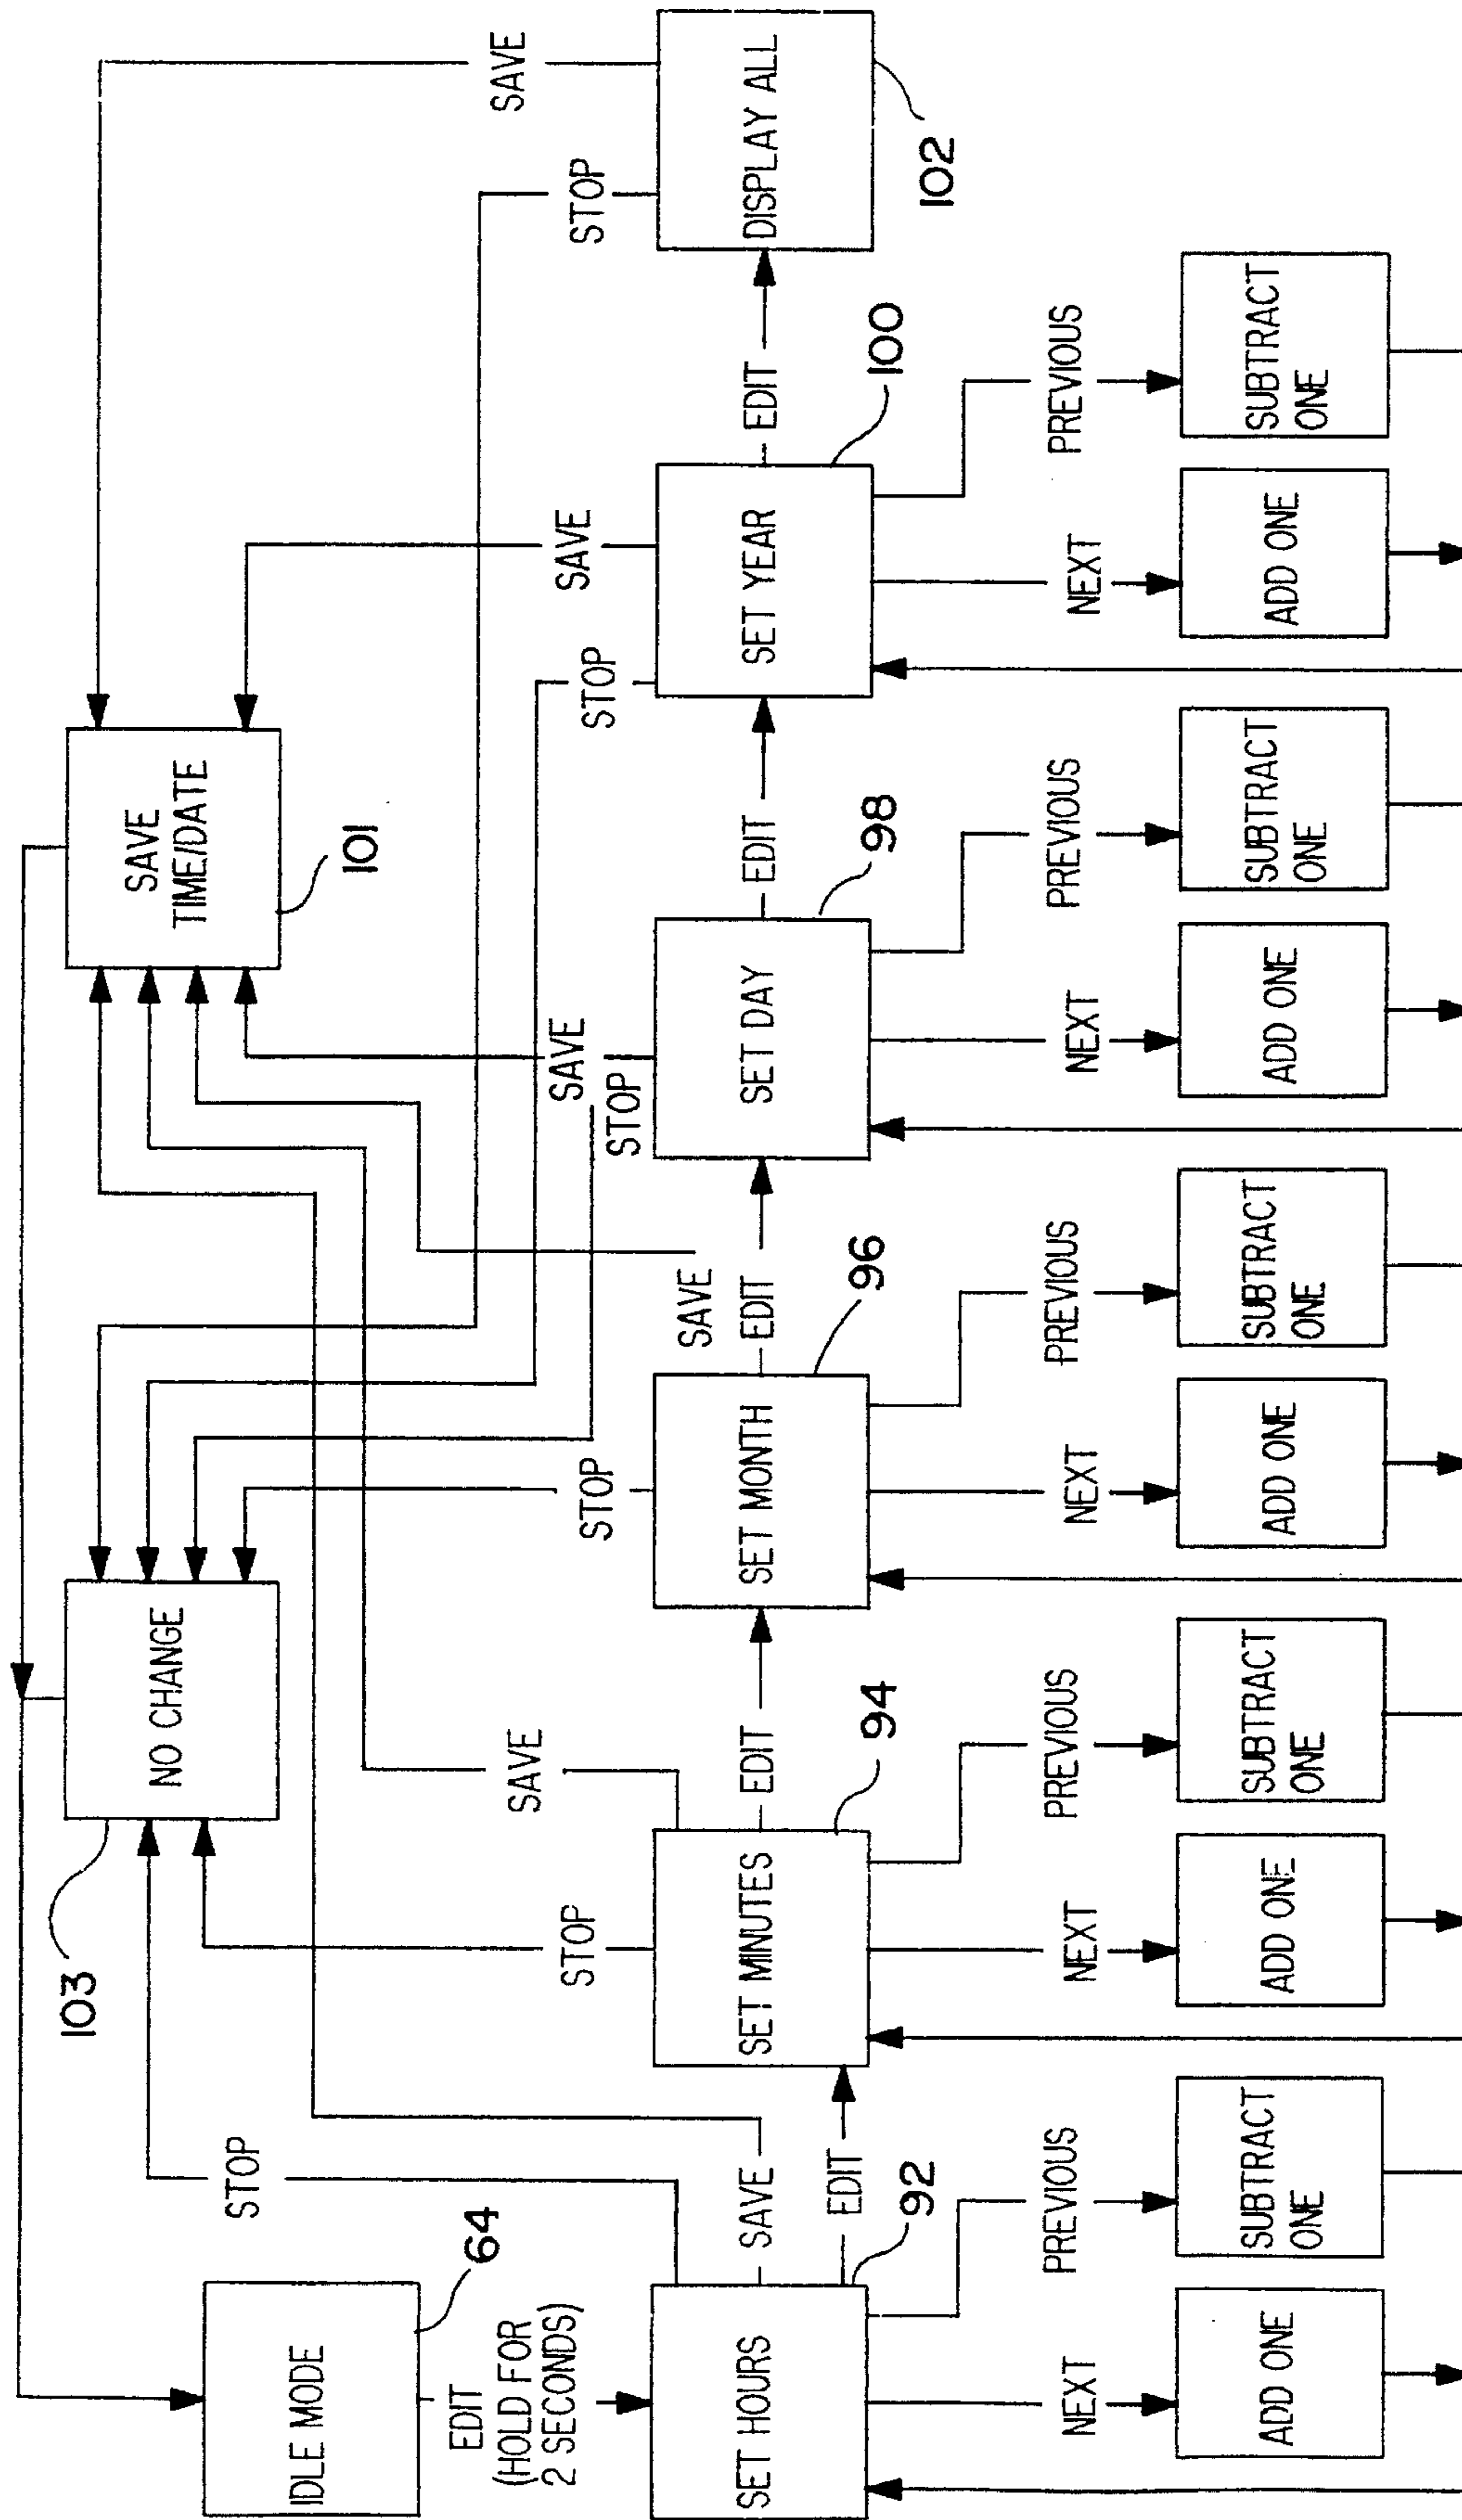 IDLE MODE
64
EDIT
(HOLD FOR
2 SECONDS)
NO CHANGE
103
SAVE
TIME/DATE
101
STOP
SAVE
EDIT
STOP
SAVE
EDIT
STOP
SAVE
EDIT
SAVE
STOP
EDIT
STOP
SAVE
EDIT
STOP
SAVE
SET HOURS
92
SET MINUTES
94
SET MONTH
96
SET DAY
98
SET YEAR
100
DISPLAY ALL
102
NEXT
PREVIOUS
NEXT
PREVIOUS
NEXT
PREVIOUS
NEXT
PREVIOUS
NEXT
PREVIOUS
ADD ONE
SUBTRACT
ONE
ADD ONE
SUBTRACT
ONE
ADD ONE
SUBTRACT
ONE
ADD ONE
SUBTRACT
ONE
ADD ONE
SUBTRACT
ONE